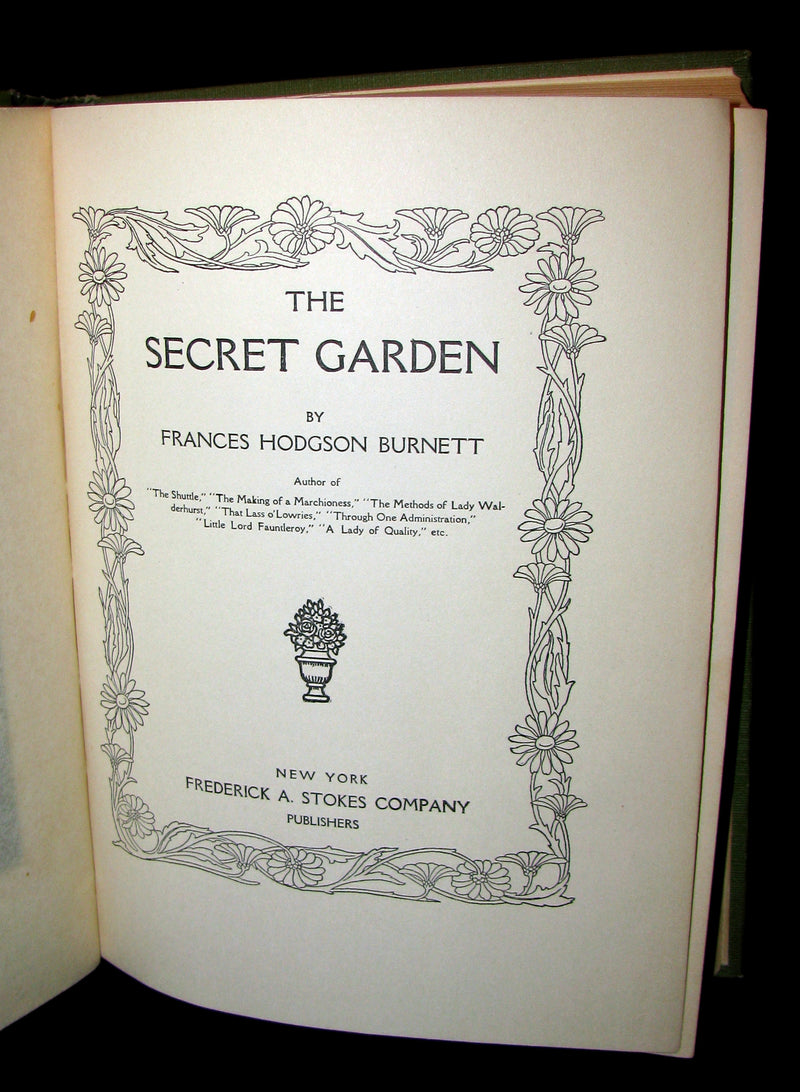 THE
SECRET GARDEN
BY
FRANCES HODGSON BURNETT
Author of
"The Shuttle," "The Making of a Marchioness," "The Methods of Lady Wal-
derhurst," "That Lass o'Lowries," "Through One Administration,"
"Little Lord Fauntleroy," "A Lady of Quality," etc.
NEW YORK
FREDERICK A. STOKES COMPANY
PUBLISHERS